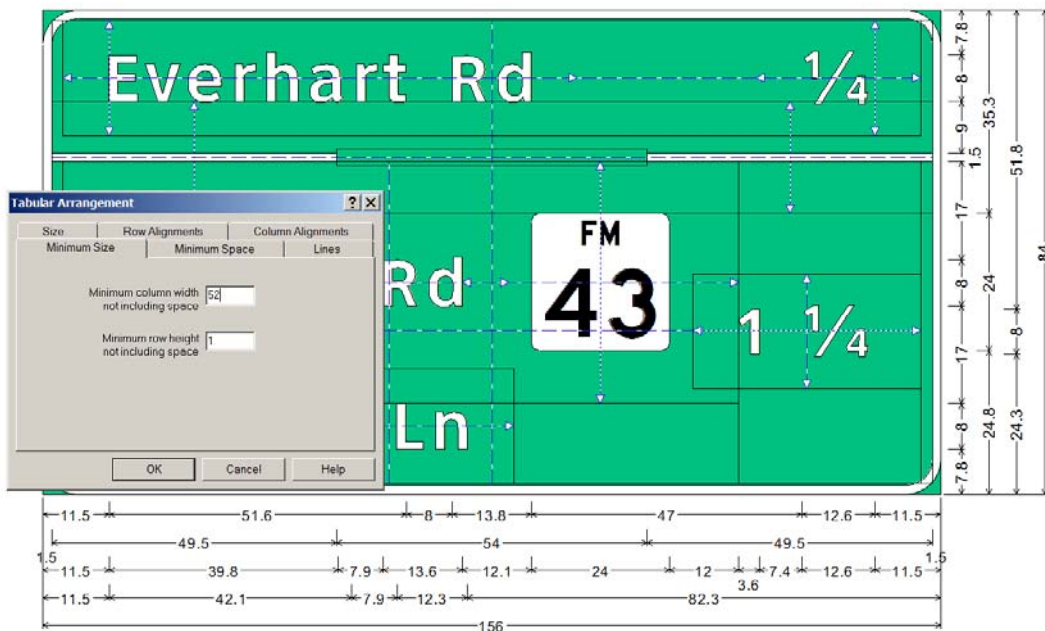 Everhart Rd ¼
Tabular Arrangement
Size Row Alignments Column Alignments
Minimum Size Minimum Space Lines
Minimum column width
not including space
52
Minimum row height
not including space
1
OK Cancel Help
Rd
FM
43
1 ¼
Ln
7.8
8
9
1.5
17
8
17
8
7.8
35.3
24
24.8
51.8
8
24.3
84
11.5 51.6 8 13.8 47 12.6 11.5
1.5 49.5 54 49.5 1.5
11.5 39.8 7.9 13.6 12.1 24 12 3.6 7.4 12.6 11.5
11.5 42.1 7.9 12.3 82.3
156